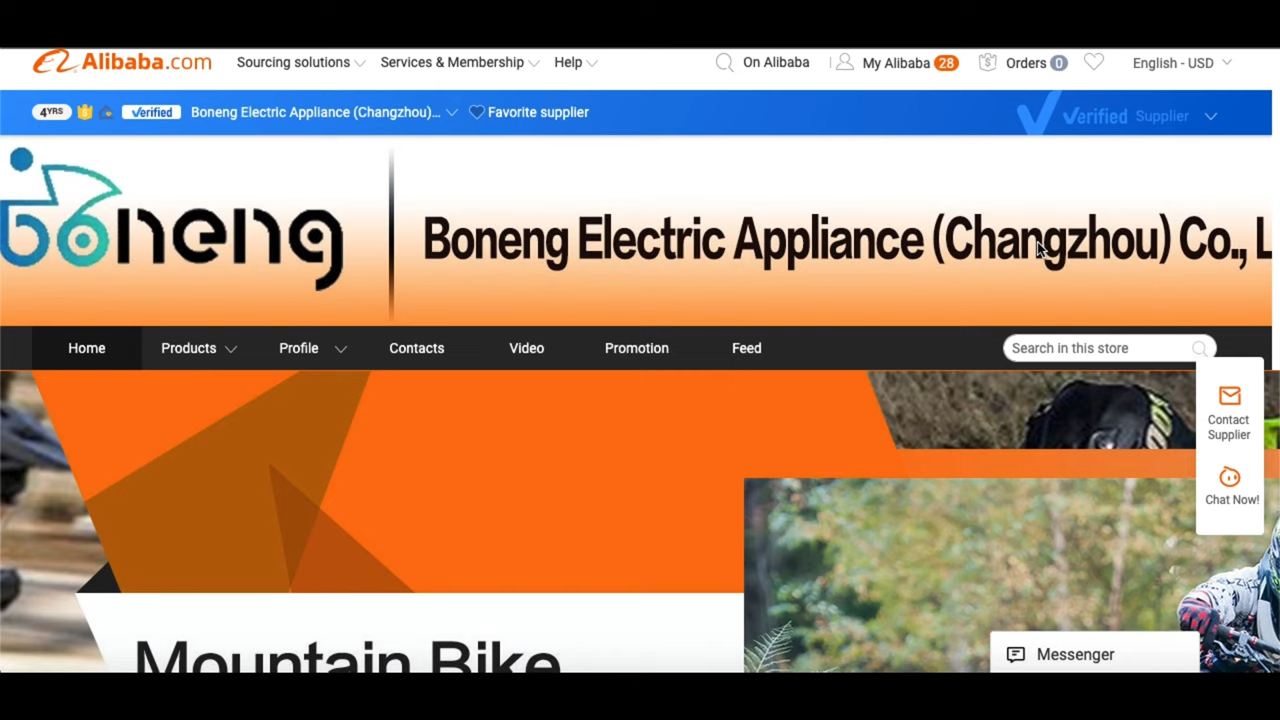 Alibaba.com Sourcing solutions Services & Membership Help On Alibaba My Alibaba 28 Orders 0 English - USD
4YRS Verified Boneng Electric Appliance (Changzhou)... Favorite supplier Verified Supplier
boneng Boneng Electric Appliance (Changzhou) Co., L
Home Products Profile Contacts Video Promotion Feed Search in this store
Contact
Supplier
Chat Now!
Mountain Bike
Messenger